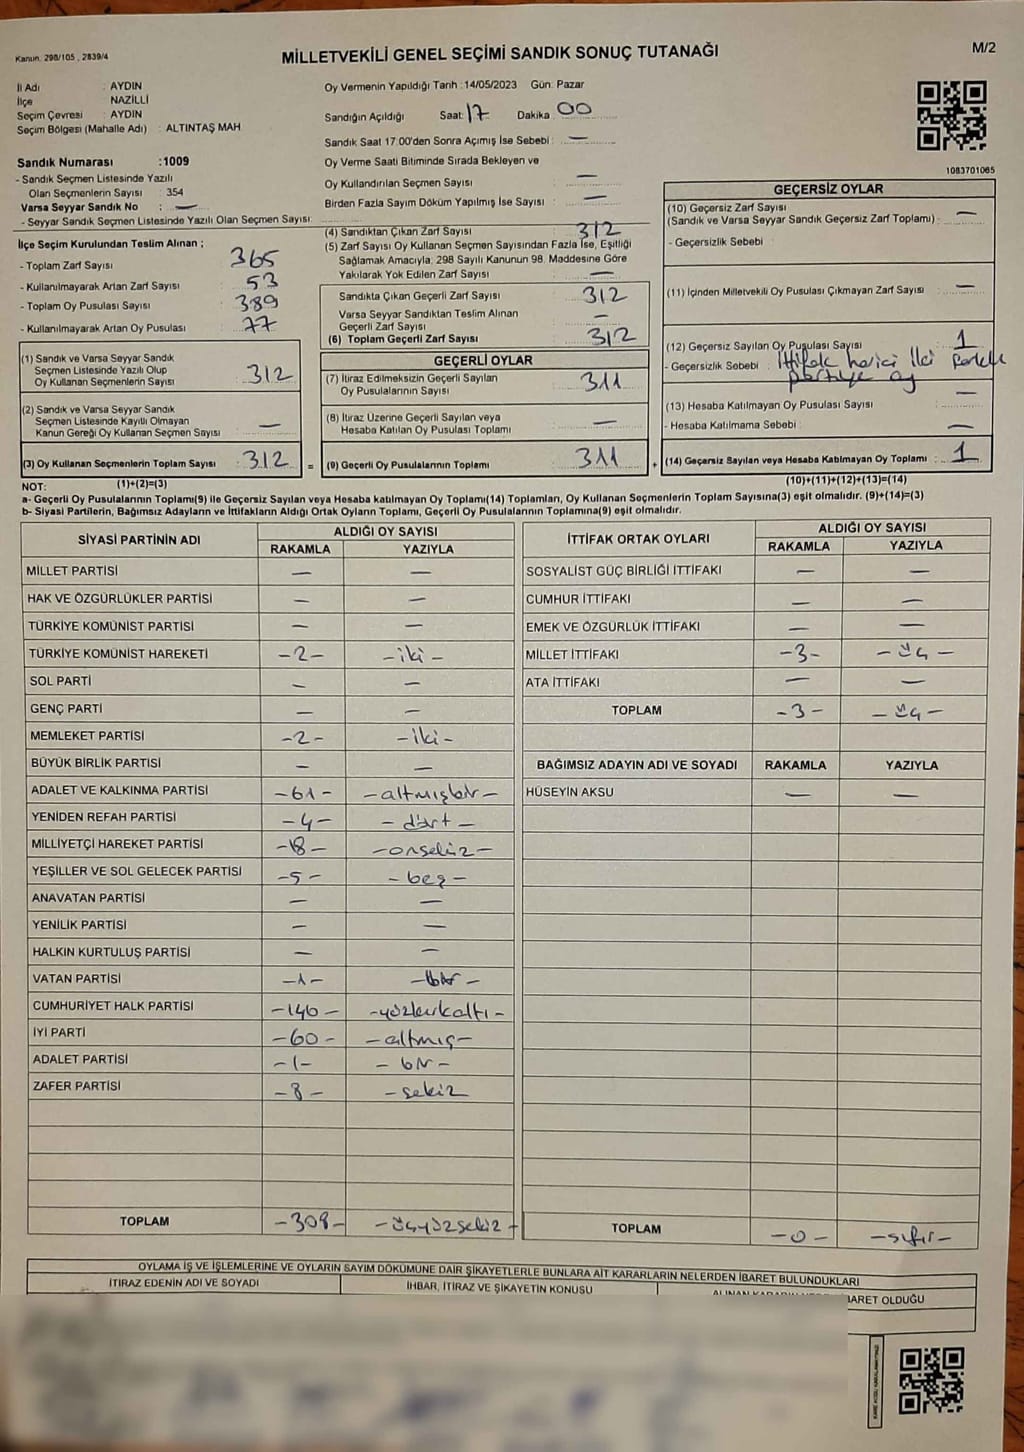 Kanun. 298/105 , 2839/4
MİLLETVEKİLİ GENEL SEÇİMİ SANDIK SONUÇ TUTANAĞI
M/2
İl Adı : AYDIN
İlçe NAZİLLİ
Seçim Çevresi : AYDIN
Seçim Bölgesi (Mahalle Adı) : ALTINTAŞ MAH
Oy Vermenin Yapıldığı Tarih :14/05/2023 Gün: Pazar
Sandığın Açıldığı Saat: 17 Dakika : 00
Sandık Saat 17:00'den Sonra Açımış İse Sebebi : —
Sandık Numarası :1009
- Sandık Seçmen Listesinde Yazılı
Olan Seçmenlerin Sayısı : 354
Varsa Seyyar Sandık No : —
- Seyyar Sandık Seçmen Listesinde Yazılı Olan Seçmen Sayısı:
Oy Verme Saati Bitiminde Sırada Bekleyen ve
Oy Kullandırılan Seçmen Sayısı —
Birden Fazla Sayım Döküm Yapılmış İse Sayısı : —
1083701065
İlçe Seçim Kurulundan Teslim Alınan ;
- Toplam Zarf Sayısı : 365
- Kullanılmayarak Artan Zarf Sayısı : 53
- Toplam Oy Pusulası Sayısı : 389
- Kullanılmayarak Artan Oy Pusulası : 77
(4) Sandıktan Çıkan Zarf Sayısı : 312
(5) Zarf Sayısı Oy Kullanan Seçmen Sayısından Fazla İse, Eşitliği
Sağlamak Amacıyla, 298 Sayılı Kanunun 98. Maddesine Göre
Yakılarak Yok Edilen Zarf Sayısı : —
Sandıkta Çıkan Geçerli Zarf Sayısı : 312
Varsa Seyyar Sandıktan Teslim Alınan
Geçerli Zarf Sayısı : —
(6) Toplam Geçerli Zarf Sayısı : 312
GEÇERSİZ OYLAR
(10) Geçersiz Zarf Sayısı
(Sandık ve Varsa Seyyar Sandık Geçersiz Zarf Toplamı) : —
- Geçersizlik Sebebi :
(11) İçinden Milletvekili Oy Pusulası Çıkmayan Zarf Sayısı : —
(12) Geçersiz Sayılan Oy Pusulası Sayısı : 1
- Geçersizlik Sebebi : İttifak harici İki
partiye oy
(13) Hesaba Katılmayan Oy Pusulası Sayısı : —
- Hesaba Katılmama Sebebi : —
(14) Geçersiz Sayılan veya Hesaba Katılmayan Oy Toplamı : 1
(10)+(11)+(12)+(13)=(14)
(1) Sandık ve Varsa Seyyar Sandık
Seçmen Listesinde Yazılı Olup
Oy Kullanan Seçmenlerin Sayısı : 312
(2) Sandık ve Varsa Seyyar Sandık
Seçmen Listesinde Kayıtlı Olmayan
Kanun Gereği Oy Kullanan Seçmen Sayısı : —
(3) Oy Kullanan Seçmenlerin Toplam Sayısı : 312 =
(1)+(2)=(3)
GEÇERLİ OYLAR
(7) İtiraz Edilmeksizin Geçerli Sayılan
Oy Pusulalarının Sayısı : 311
(8) İtiraz Üzerine Geçerli Sayılan veya
Hesaba Katılan Oy Pusulası Toplamı : —
(9) Geçerli Oy Pusulalarının Toplamı : 311 +
NOT:
a- Geçerli Oy Pusulalarının Toplamı(9) ile Geçersiz Sayılan veya Hesaba katılmayan Oy Toplamı(14) Toplamları, Oy Kullanan Seçmenlerin Toplam Sayısına(3) eşit olmalıdır. (9)+(14)=(3)
b- Siyasi Partilerin, Bağımsız Adayların ve İttifakların Aldığı Ortak Oyların Toplamı, Geçerli Oy Pusulalarının Toplamına(9) eşit olmalıdır.
SİYASİ PARTİNİN ADI ALDIĞI OY SAYISI
RAKAMLA YAZIYLA
MİLLET PARTİSİ — —
HAK VE ÖZGÜRLÜKLER PARTİSİ — —
TÜRKİYE KOMÜNİST PARTİSİ — —
TÜRKİYE KOMÜNİST HAREKETİ -2- -iki-
SOL PARTİ — —
GENÇ PARTİ — —
MEMLEKET PARTİSİ -2- -iki-
BÜYÜK BİRLİK PARTİSİ — —
ADALET VE KALKINMA PARTİSİ -61- -altmışbir-
YENİDEN REFAH PARTİSİ -4- -dört-
MİLLİYETÇİ HAREKET PARTİSİ -18- -onsekiz-
YEŞİLLER VE SOL GELECEK PARTİSİ -5- -beş-
ANAVATAN PARTİSİ — —
YENİLİK PARTİSİ — —
HALKIN KURTULUŞ PARTİSİ — —
VATAN PARTİSİ -1- -bir-
CUMHURİYET HALK PARTİSİ -146- -yüzkırkaltı-
İYİ PARTİ -60- -altmış-
ADALET PARTİSİ -1- -bir-
ZAFER PARTİSİ -8- -sekiz
TOPLAM -308- -üçyüzsekiz-
İTTİFAK ORTAK OYLARI ALDIĞI OY SAYISI
RAKAMLA YAZIYLA
SOSYALİST GÜÇ BİRLİĞİ İTTİFAKI — —
CUMHUR İTTİFAKI — —
EMEK VE ÖZGÜRLÜK İTTİFAKI — —
MİLLET İTTİFAKI -3- -üç-
ATA İTTİFAKI — —
TOPLAM -3- -üç-
BAĞIMSIZ ADAYIN ADI VE SOYADI RAKAMLA YAZIYLA
HÜSEYİN AKSU — —
TOPLAM -0- -sıfır-
OYLAMA İŞ VE İŞLEMLERİNE VE OYLARIN SAYIM DÖKÜMÜNE DAİR ŞİKAYETLERLE BUNLARA AİT KARARLARIN NELERDEN İBARET BULUNDUKLARI
İTİRAZ EDENİN ADI VE SOYADI İHBAR, İTİRAZ VE ŞİKAYETİN KONUSU OLDUĞU